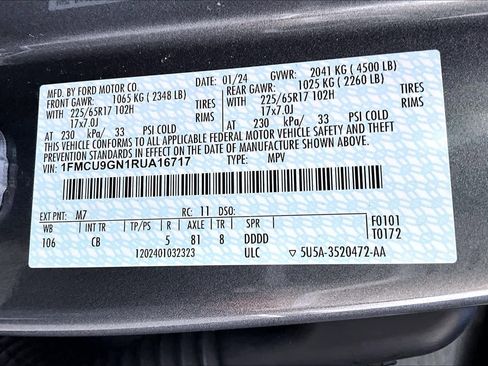 MFD. BY FORD MOTOR CO.
DATE: 01/24 GVWR: 2041 KG ( 4500 LB)
FRONT GAWR: 1065 KG ( 2348 LB) REAR GAWR: 1025 KG ( 2260 LB)
WITH 225/65R17 102H TIRES WITH 225/65R17 102H TIRES
17x7.0J RIMS 17x7.0J RIMS
AT 230 kPa/ 33 PSI COLD AT 230 kPa/ 33 PSI COLD
THIS VEHICLE CONFORMS TO ALL APPLICABLE FEDERAL MOTOR VEHICLE SAFETY AND THEFT
PREVENTION STANDARDS IN EFFECT ON THE DATE OF MANUFACTURE SHOWN ABOVE.
VIN: 1FMCU9GN1RUA16717 TYPE: MPV
EXT PNT: M7 RC: 11 DSO: F0101
WB INT TR TP/PS R AXLE TR SPR T0172
106 CB 5 81 8 DDDD
1202401032323 ULC 5U5A-3520472-AA